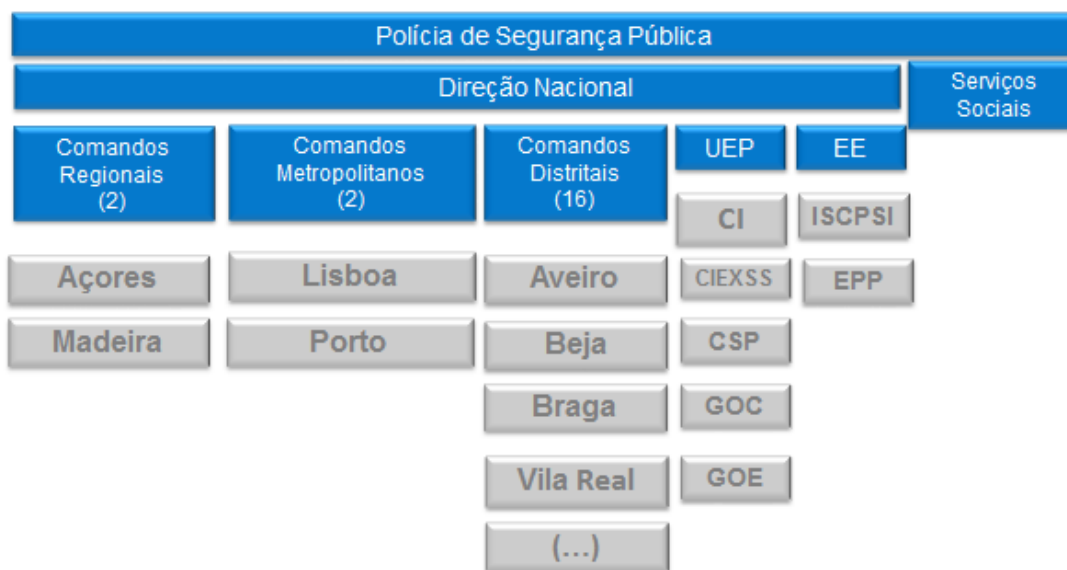 Polícia de Segurança Pública
Direção Nacional
Serviços
Sociais
Comandos
Regionais
(2)
Comandos
Metropolitanos
(2)
Comandos
Distritais
(16)
UEP
EE
CI
ISCPSI
Açores
Lisboa
Aveiro
CIEXSS
EPP
Madeira
Porto
Beja
CSP
Braga
GOC
Vila Real
GOE
(...)